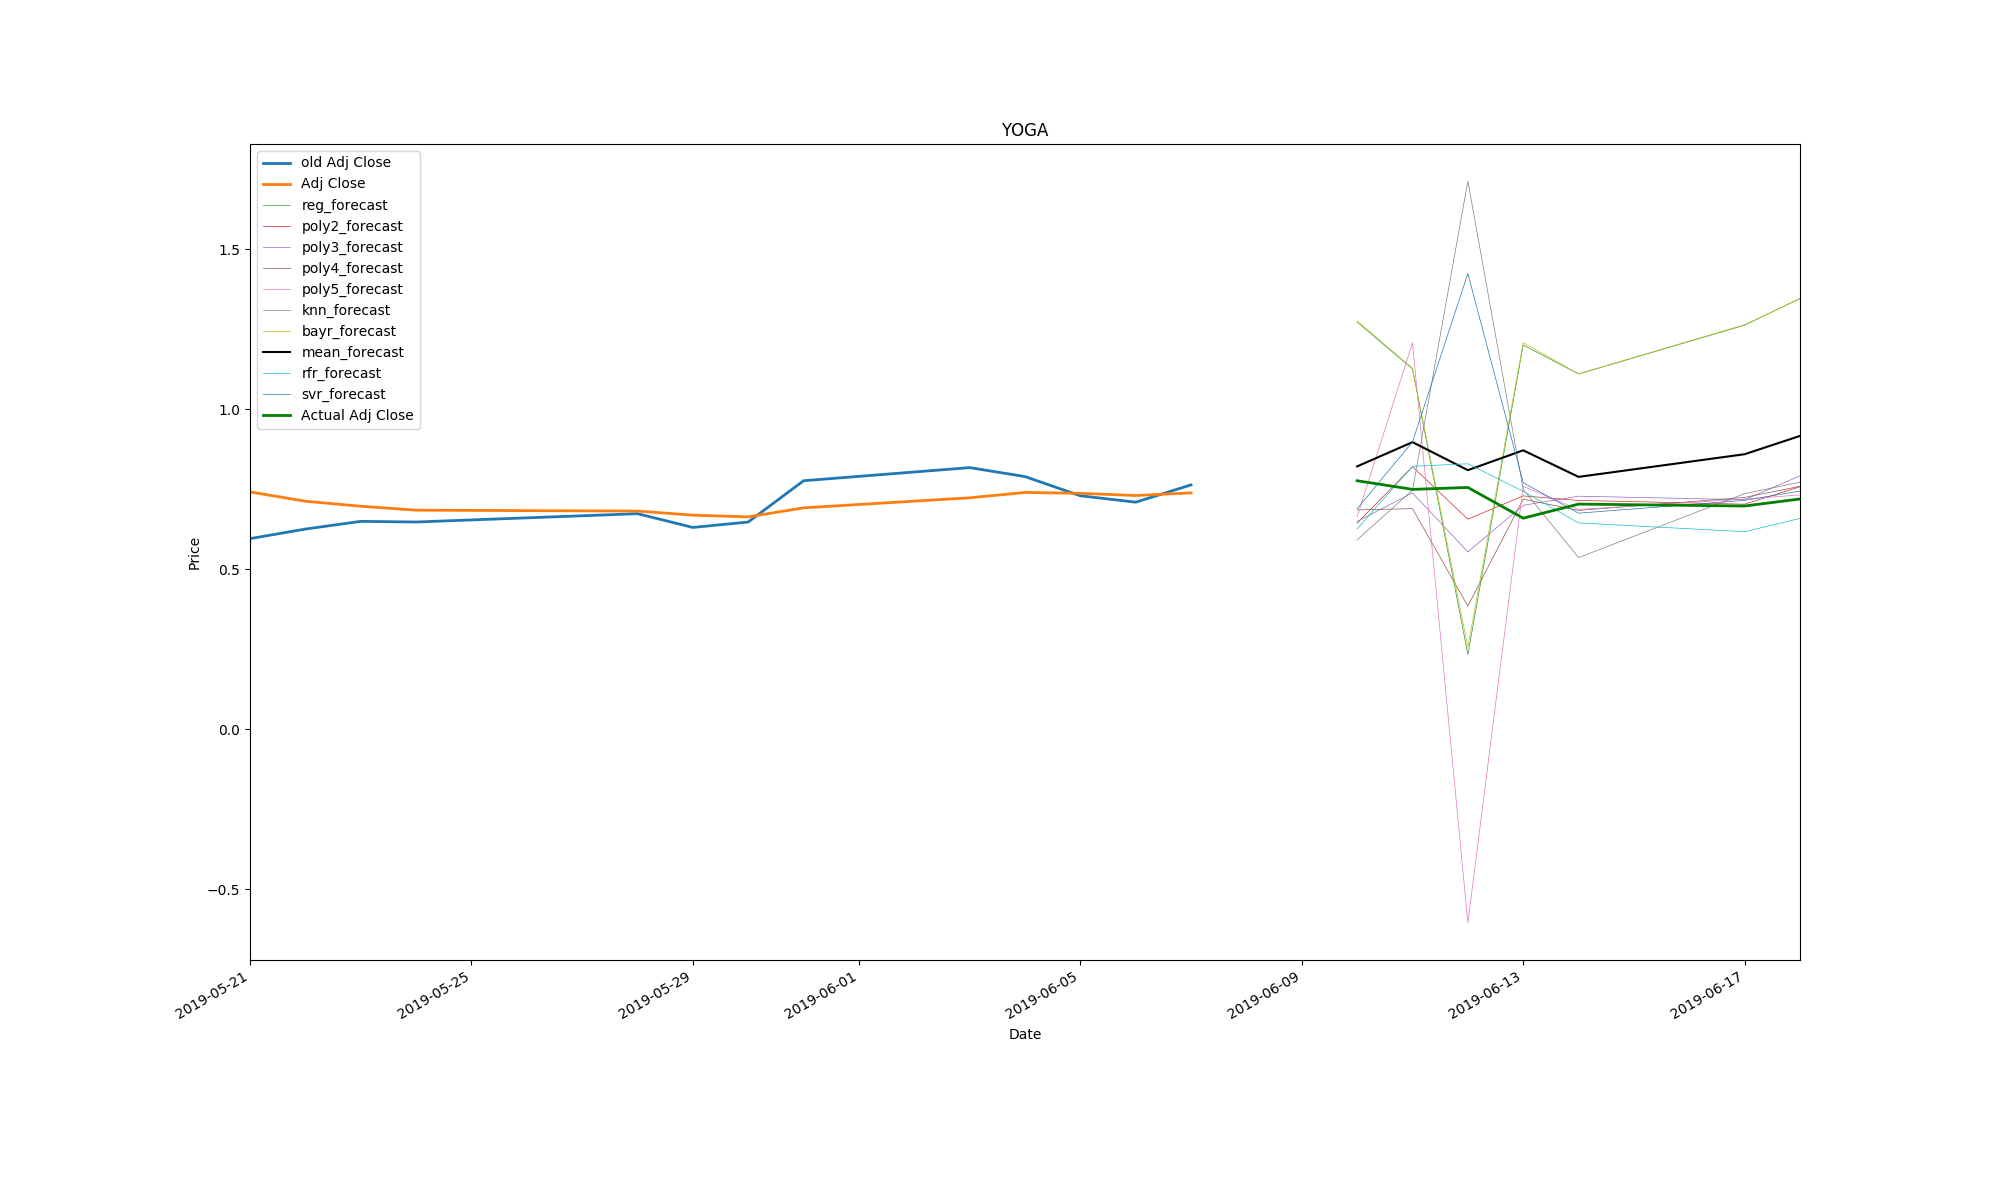 YOGA
old Adj Close
Adj Close
reg_forecast
poly2_forecast
poly3_forecast
poly4_forecast
poly5_forecast
knn_forecast
bayr_forecast
mean_forecast
rfr_forecast
svr_forecast
Actual Adj Close
1.5
1.0
0.5
0.0
−0.5
Price
2019-05-21
2019-05-25
2019-05-29
2019-06-01
2019-06-05
2019-06-09
2019-06-13
2019-06-17
Date